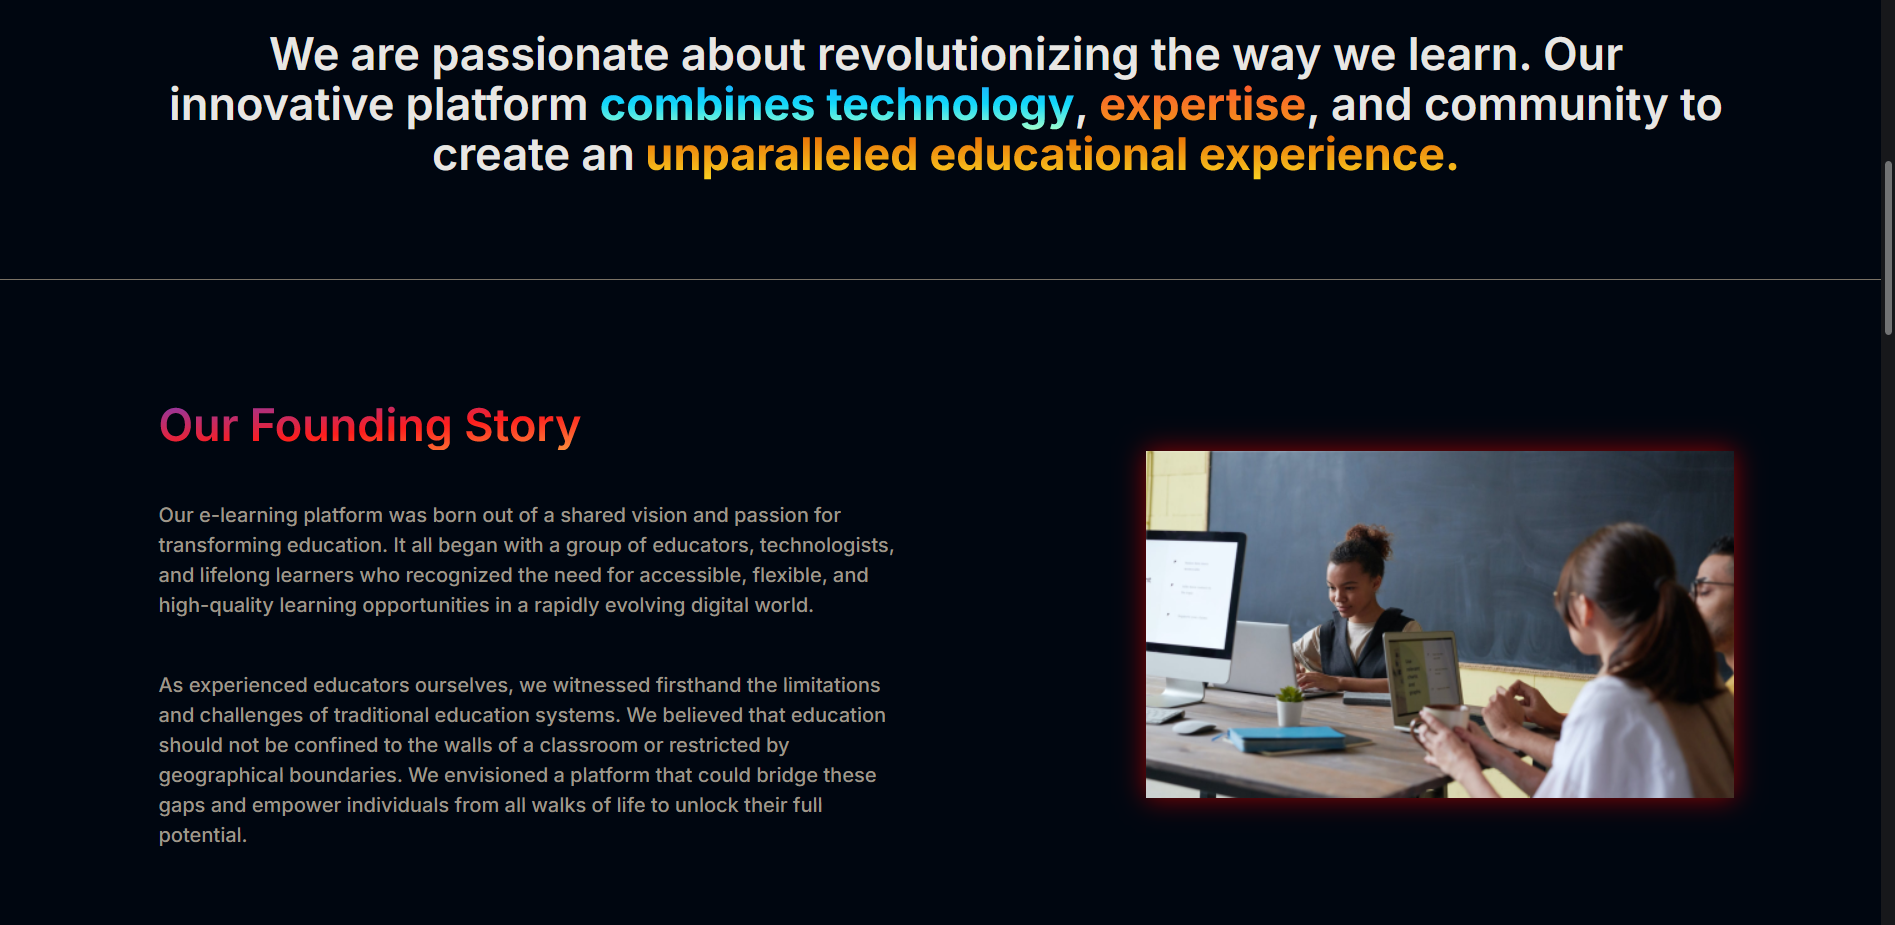 We are passionate about revolutionizing the way we learn. Our
innovative platform combines technology, expertise, and community to
create an unparalleled educational experience.
Our Founding Story
Our e-learning platform was born out of a shared vision and passion for
transforming education. It all began with a group of educators, technologists,
and lifelong learners who recognized the need for accessible, flexible, and
high-quality learning opportunities in a rapidly evolving digital world.
As experienced educators ourselves, we witnessed firsthand the limitations
and challenges of traditional education systems. We believed that education
should not be confined to the walls of a classroom or restricted by
geographical boundaries. We envisioned a platform that could bridge these
gaps and empower individuals from all walks of life to unlock their full
potential.